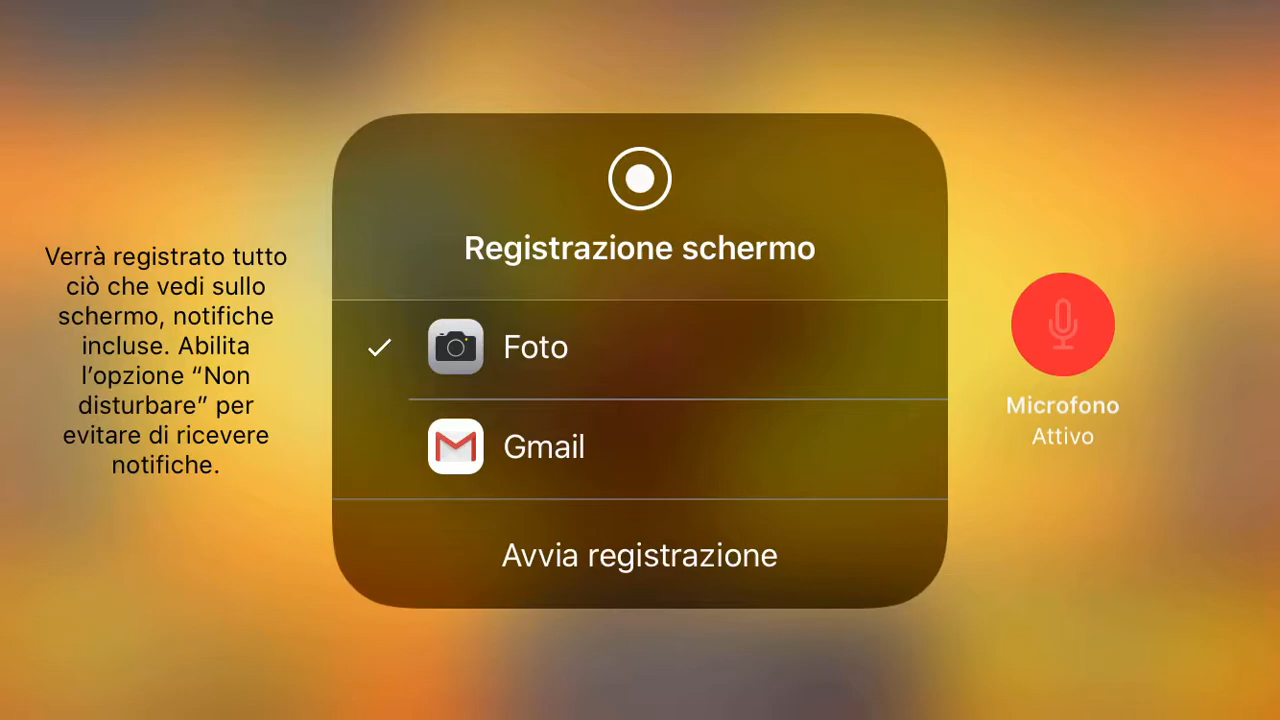 Verrà registrato tutto
ciò che vedi sullo
schermo, notifiche
incluse. Abilita
l’opzione “Non
disturbare” per
evitare di ricevere
notifiche.
Registrazione schermo
Foto
Gmail
Avvia registrazione
Microfono
Attivo